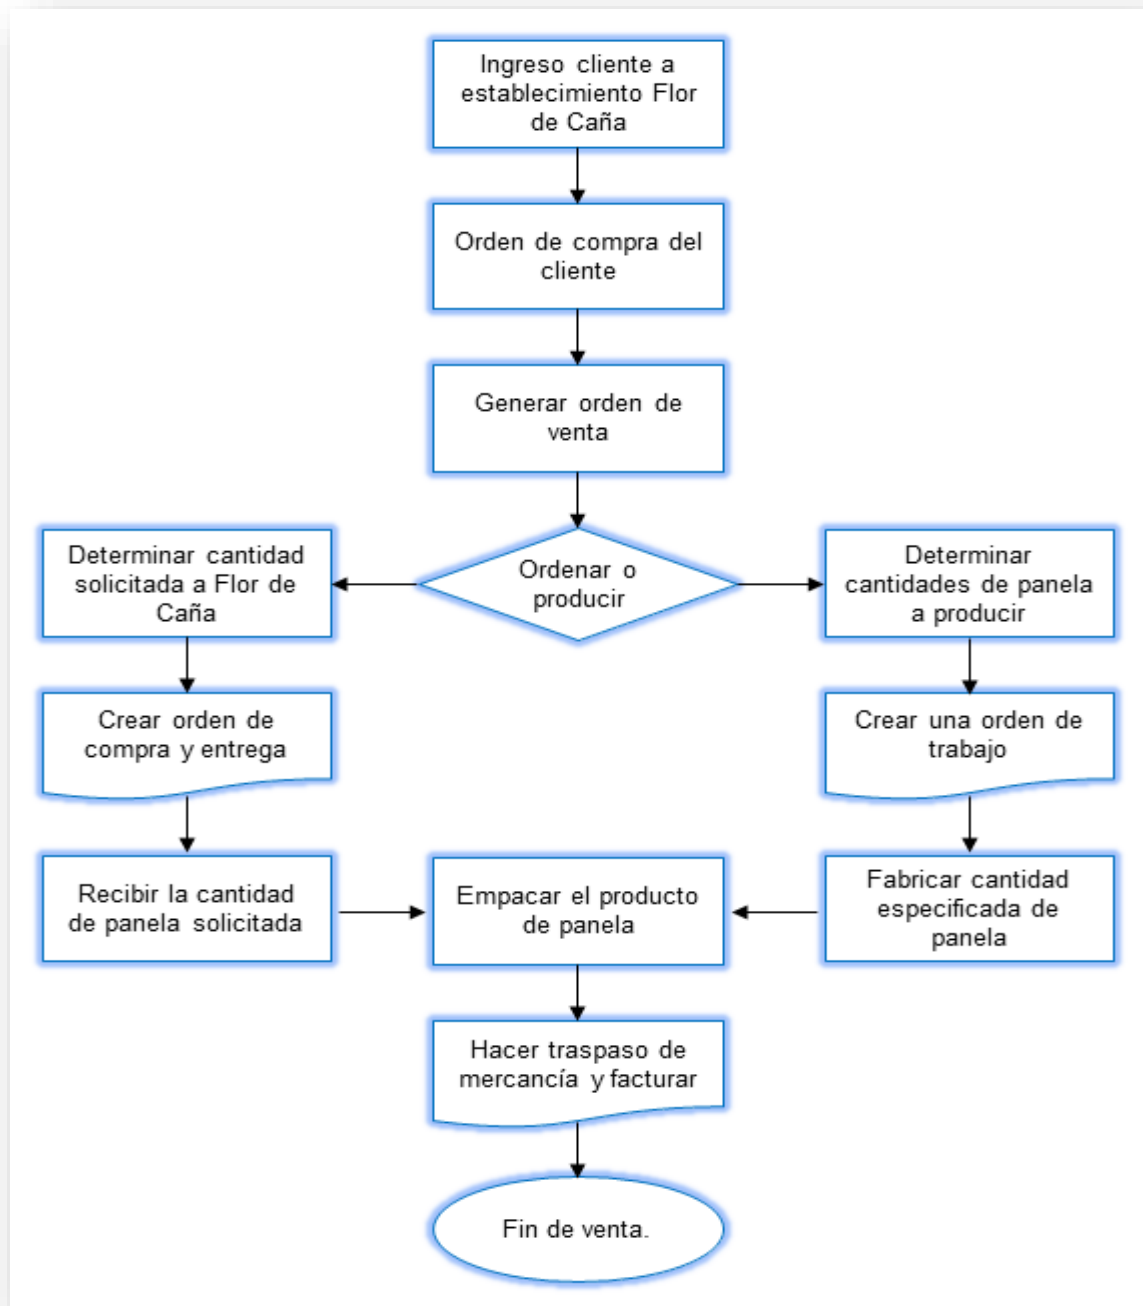 Ingreso cliente a
establecimiento Flor
de Caña
Orden de compra del
cliente
Generar orden de
venta
Ordenar o
producir
Determinar cantidad
solicitada a Flor de
Caña
Crear orden de
compra y entrega
Recibir la cantidad
de panela solicitada
Determinar
cantidades de panela
a producir
Crear una orden de
trabajo
Fabricar cantidad
especificada de
panela
Empacar el producto
de panela
Hacer traspaso de
mercancía y facturar
Fin de venta.